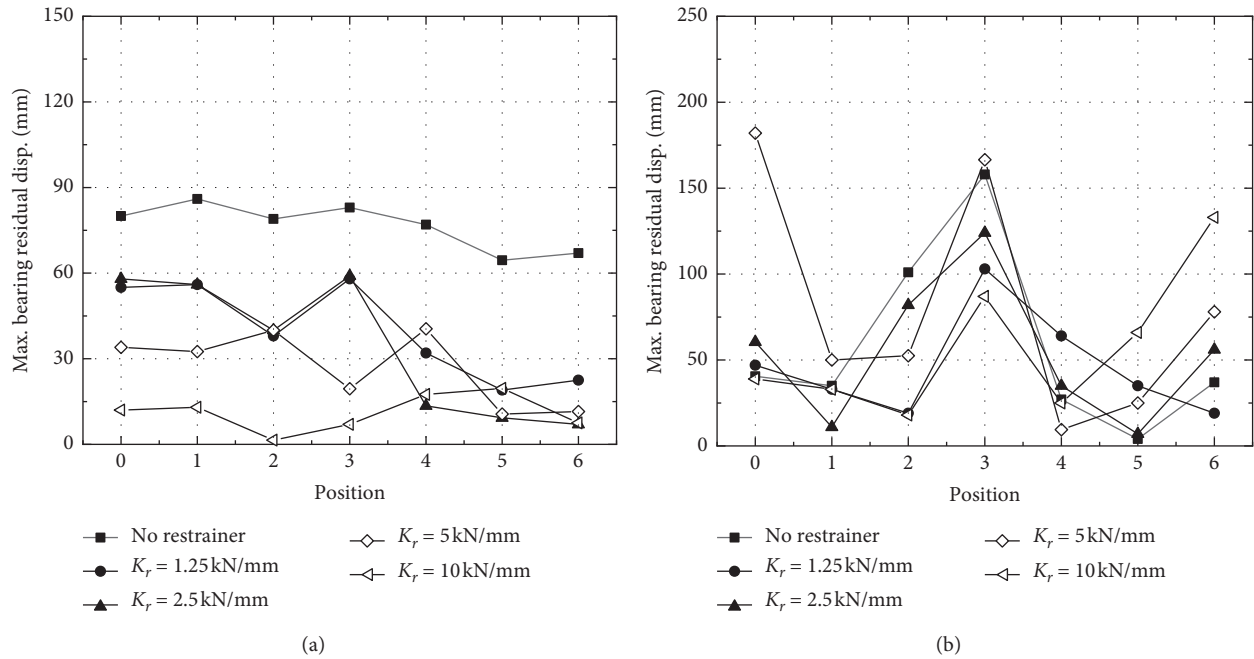 150
120
90
60
30
0
Max. bearing residual disp. (mm)
0 1 2 3 4 5 6
Position
No restrainer
K_r = 1.25 kN/mm
K_r = 2.5 kN/mm
K_r = 5 kN/mm
K_r = 10 kN/mm
(a)
250
200
150
100
50
0
Max. bearing residual disp. (mm)
0 1 2 3 4 5 6
Position
No restrainer
K_r = 1.25 kN/mm
K_r = 2.5 kN/mm
K_r = 5 kN/mm
K_r = 10 kN/mm
(b)